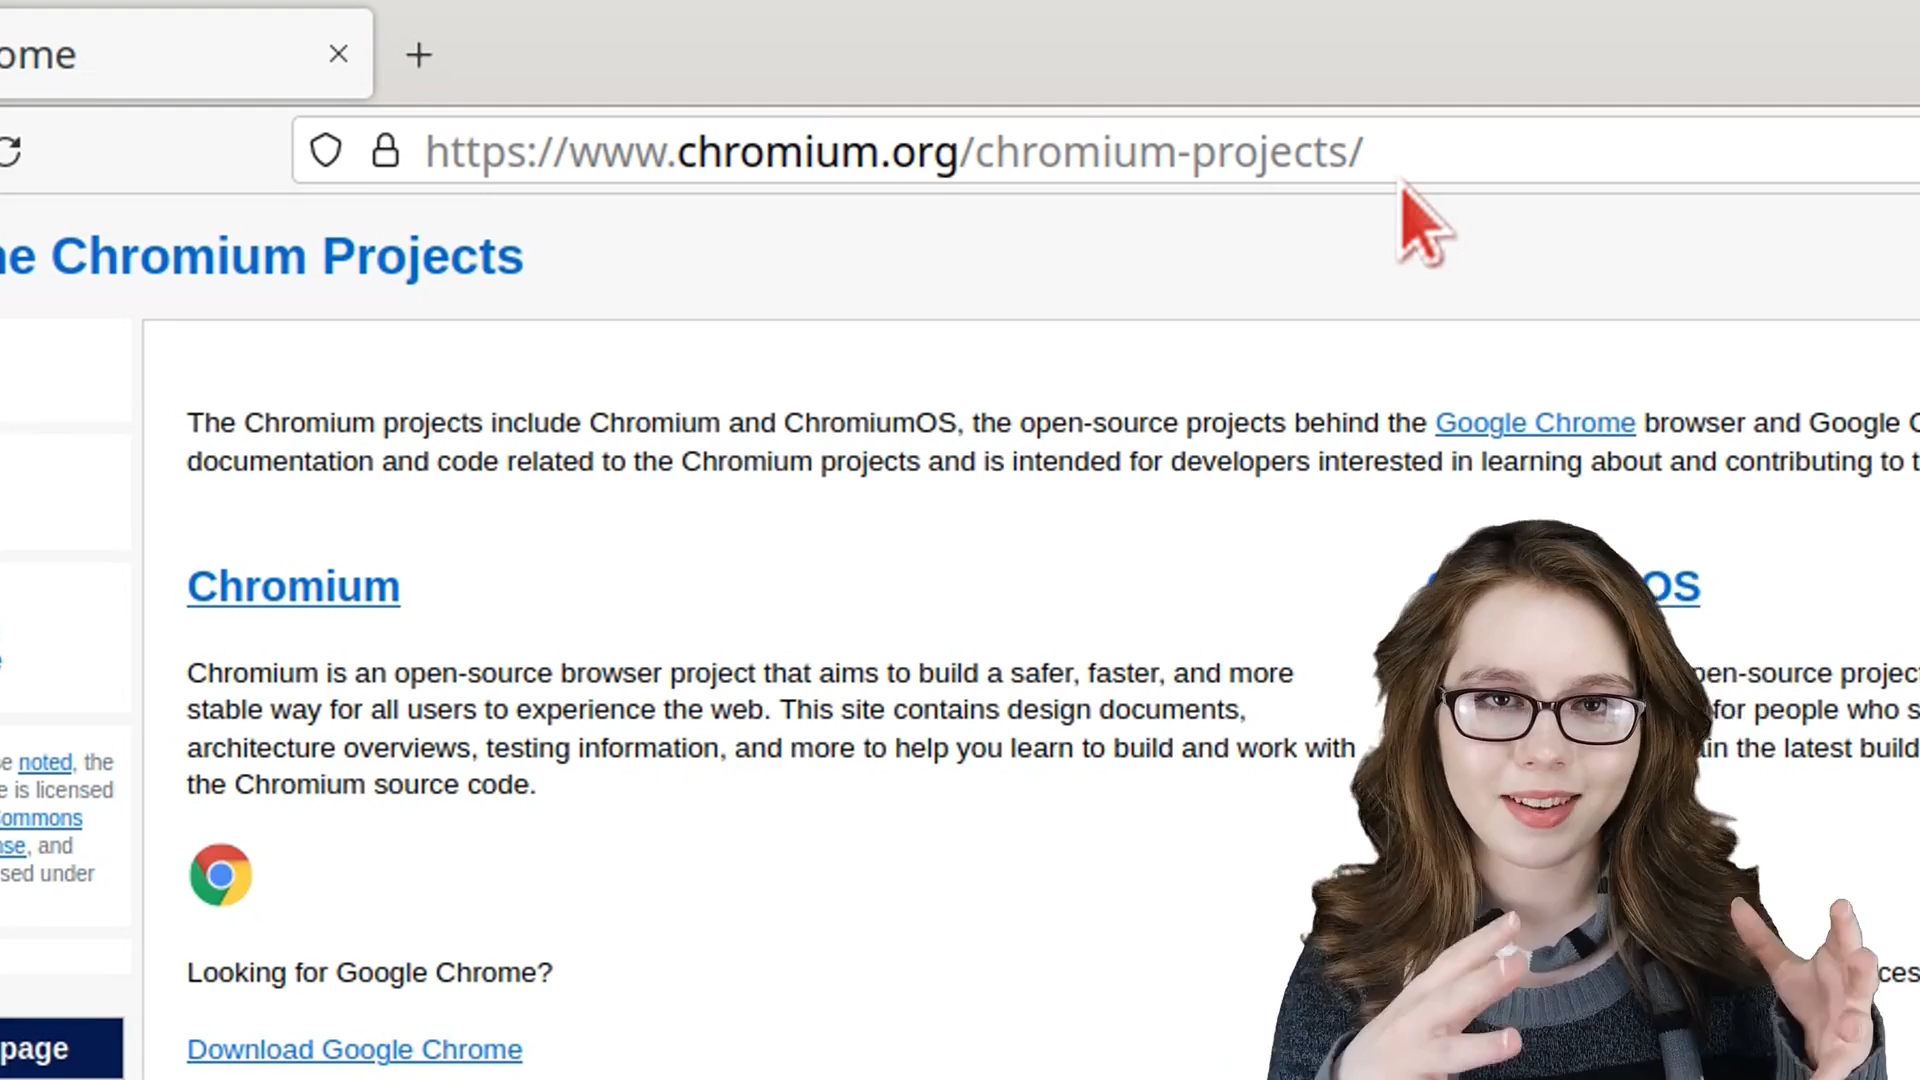 ome
https://www.chromium.org/chromium-projects/
e Chromium Projects
The Chromium projects include Chromium and ChromiumOS, the open-source projects behind the Google Chrome browser and Google
documentation and code related to the Chromium projects and is intended for developers interested in learning about and contributing to
Chromium
OS
Chromium is an open-source browser project that aims to build a safer, faster, and more
stable way for all users to experience the web. This site contains design documents,
architecture overviews, testing information, and more to help you learn to build and work with
the Chromium source code.
pen-source project
for people who s
in the latest build
e noted, the
e is licensed
ommons
nse, and
sed under
Looking for Google Chrome?
ces
Download Google Chrome
page